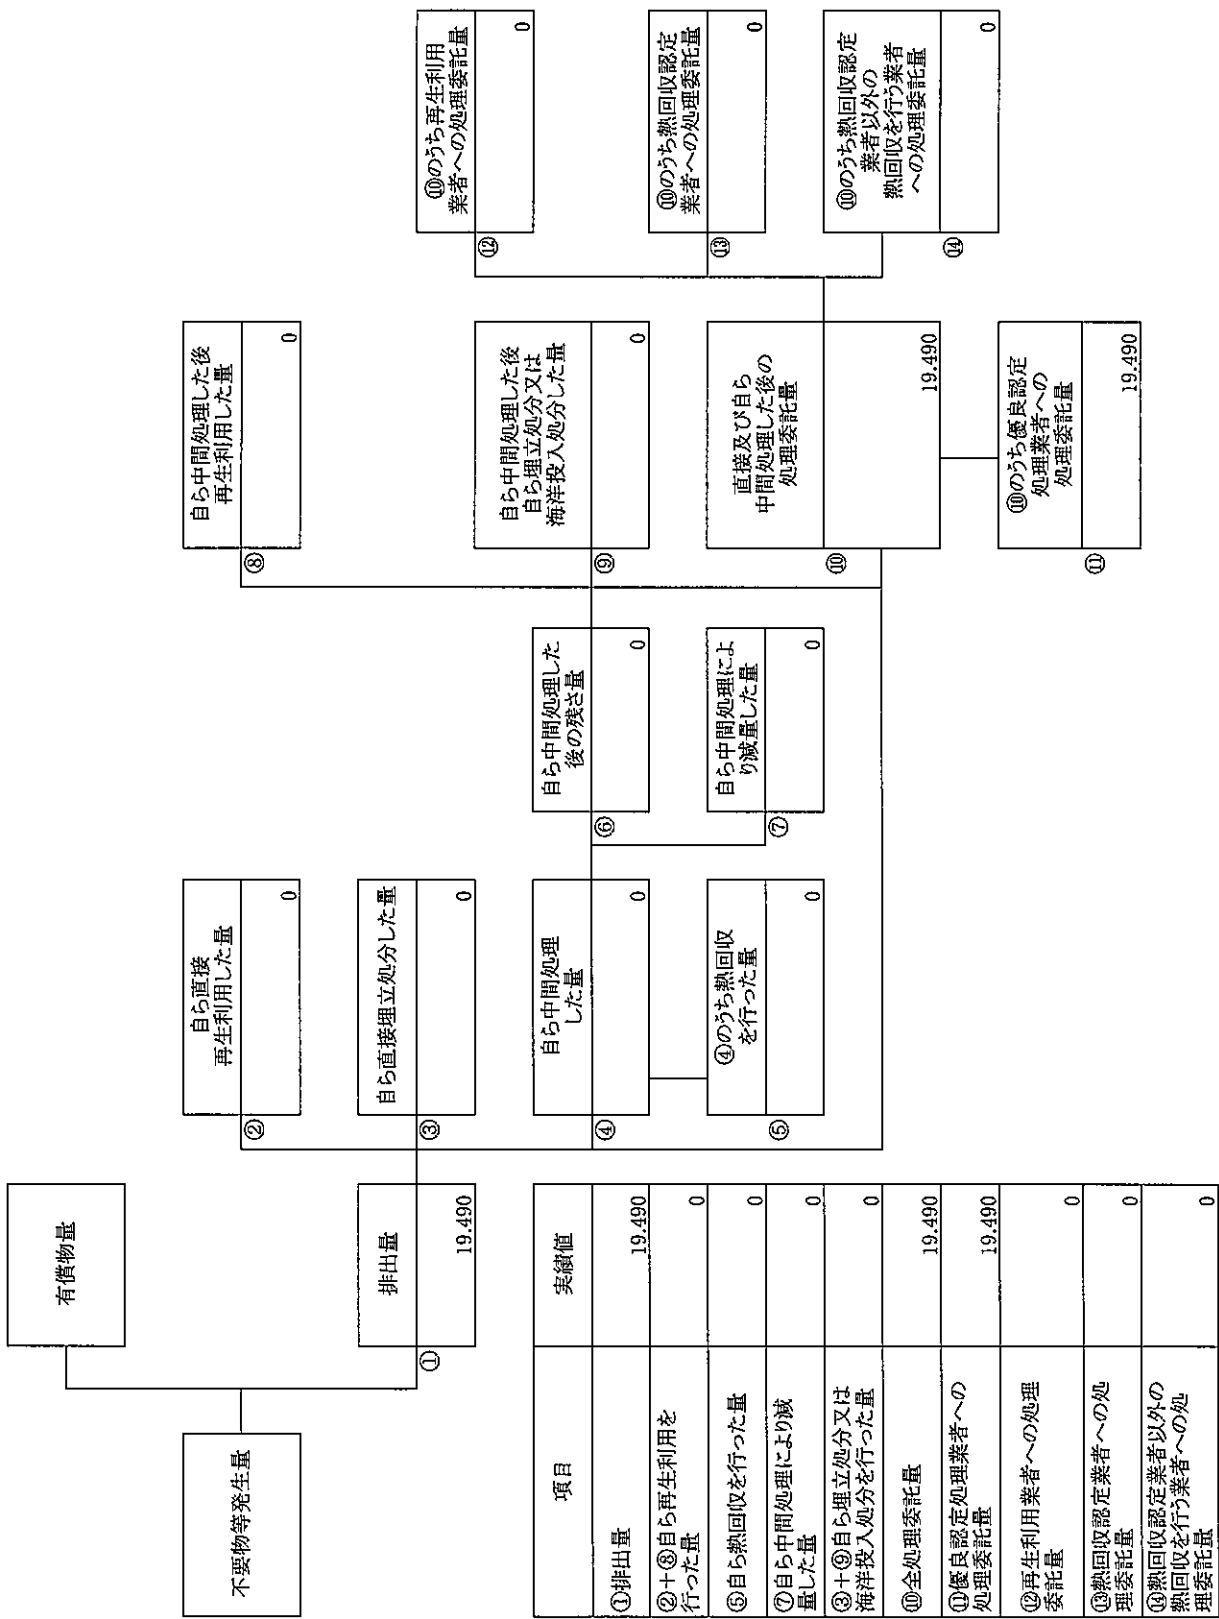 有償物量
不要物等発生量
①
排出量
19.490
②
自ら直接
再生利用した量
0
③
自ら直接埋立処分した量
0
④
自ら中間処理
した量
0
⑤
④のうち熱回収
を行った量
0
⑥
自ら中間処理した
後の残さ量
0
⑦
自ら中間処理によ
り減量した量
0
⑧
自ら中間処理した後
再生利用した量
0
⑨
自ら中間処理した後
自ら埋立処分又は
海洋投入処分した量
0
⑩
直接及び自ら
中間処理した後の
処理委託量
19.490
⑪
⑩のうち優良認定
処理業者への
処理委託量
19.490
⑫
⑩のうち再生利用
業者への処理委託量
0
⑬
⑩のうち熱回収認定
業者への処理委託量
0
⑭
⑩のうち熱回収認定
業者以外の
熱回収を行う業者
への処理委託量
0
項目
実績値
①排出量
19.490
②+⑧自ら再生利用を
行った量
0
⑤自ら熱回収を行った量
0
⑦自ら中間処理により減
量した量
0
③+⑨自ら埋立処分又は
海洋投入処分を行った量
0
⑩全処理委託量
19.490
⑪優良認定処理業者への
処理委託量
19.490
⑫再生利用業者への処理
委託量
0
⑬熱回収認定業者への処
理委託量
0
⑭熱回収認定業者以外の
熱回収を行う業者への処
理委託量
0